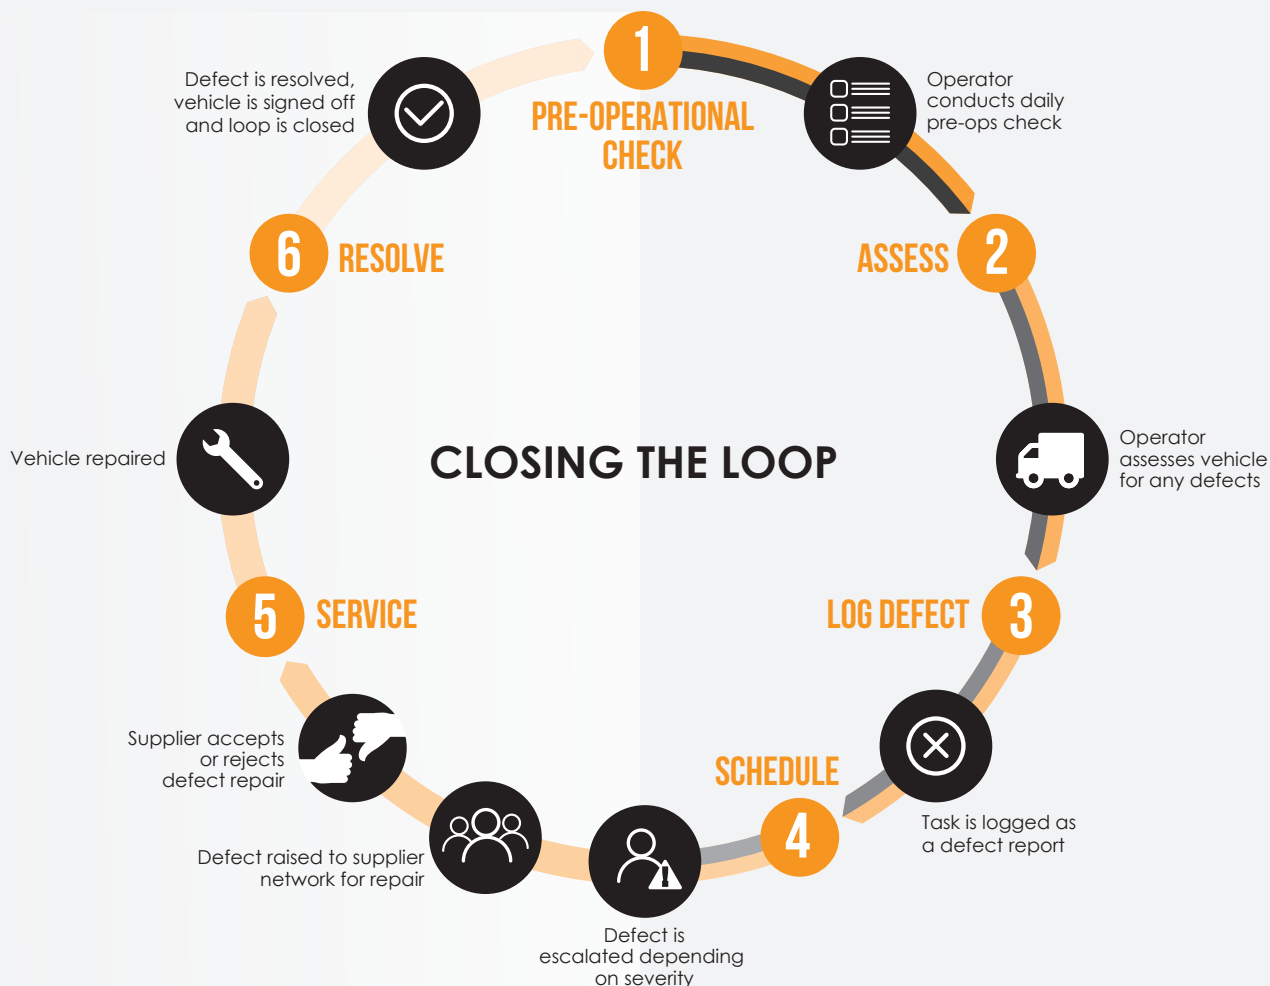 1
PRE-OPERATIONAL
CHECK
Operator
conducts daily
pre-ops check
2
ASSESS
Operator
assesses vehicle
for any defects
3
LOG DEFECT
Task is logged as
a defect report
4
SCHEDULE
Defect is
escalated depending
on severity
Defect raised to supplier
network for repair
Supplier accepts
or rejects
defect repair
5
SERVICE
Vehicle repaired
6
RESOLVE
Defect is resolved,
vehicle is signed off
and loop is closed
CLOSING THE LOOP